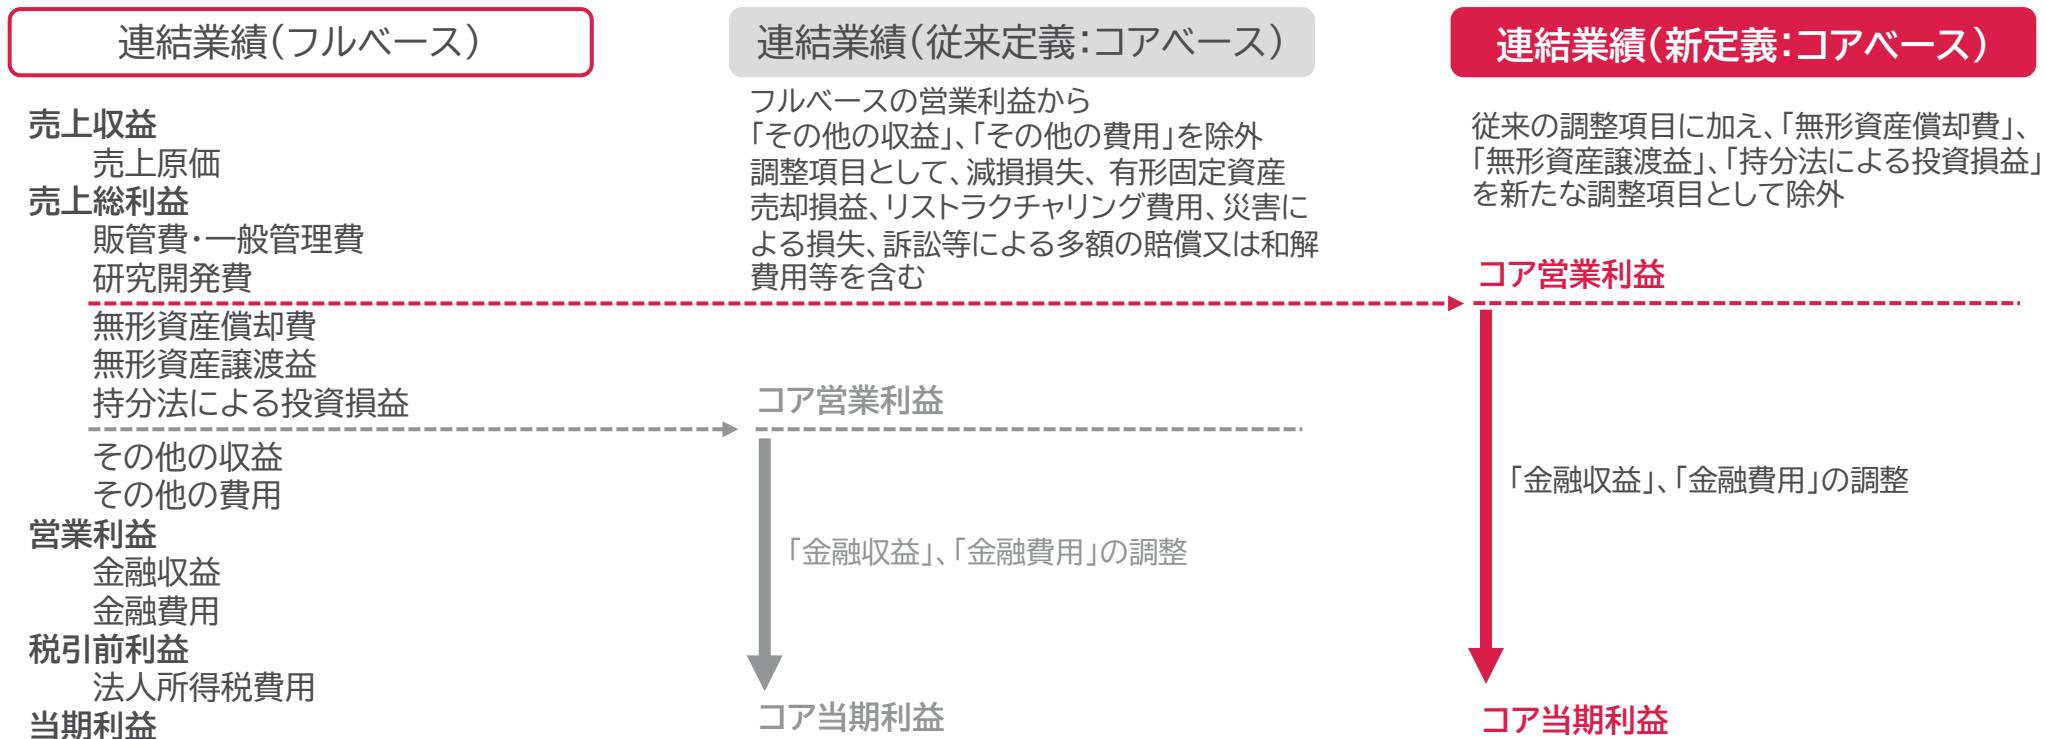 連結業績(フルベース)
売上収益
売上原価
売上総利益
販管費・一般管理費
研究開発費
無形資産償却費
無形資産譲渡益
持分法による投資損益
その他の収益
その他の費用
営業利益
金融収益
金融費用
税引前利益
法人所得税費用
当期利益
連結業績(従来定義:コアベース)
フルベースの営業利益から
「その他の収益」、「その他の費用」を除外
調整項目として、減損損失、有形固定資産
売却損益、リストラクチャリング費用、災害に
よる損失、訴訟等による多額の賠償又は和解
費用等を含む
コア営業利益
「金融収益」、「金融費用」の調整
コア当期利益
連結業績(新定義:コアベース)
従来の調整項目に加え、「無形資産償却費」、
「無形資産譲渡益」、「持分法による投資損益」
を新たな調整項目として除外
コア営業利益
「金融収益」、「金融費用」の調整
コア当期利益